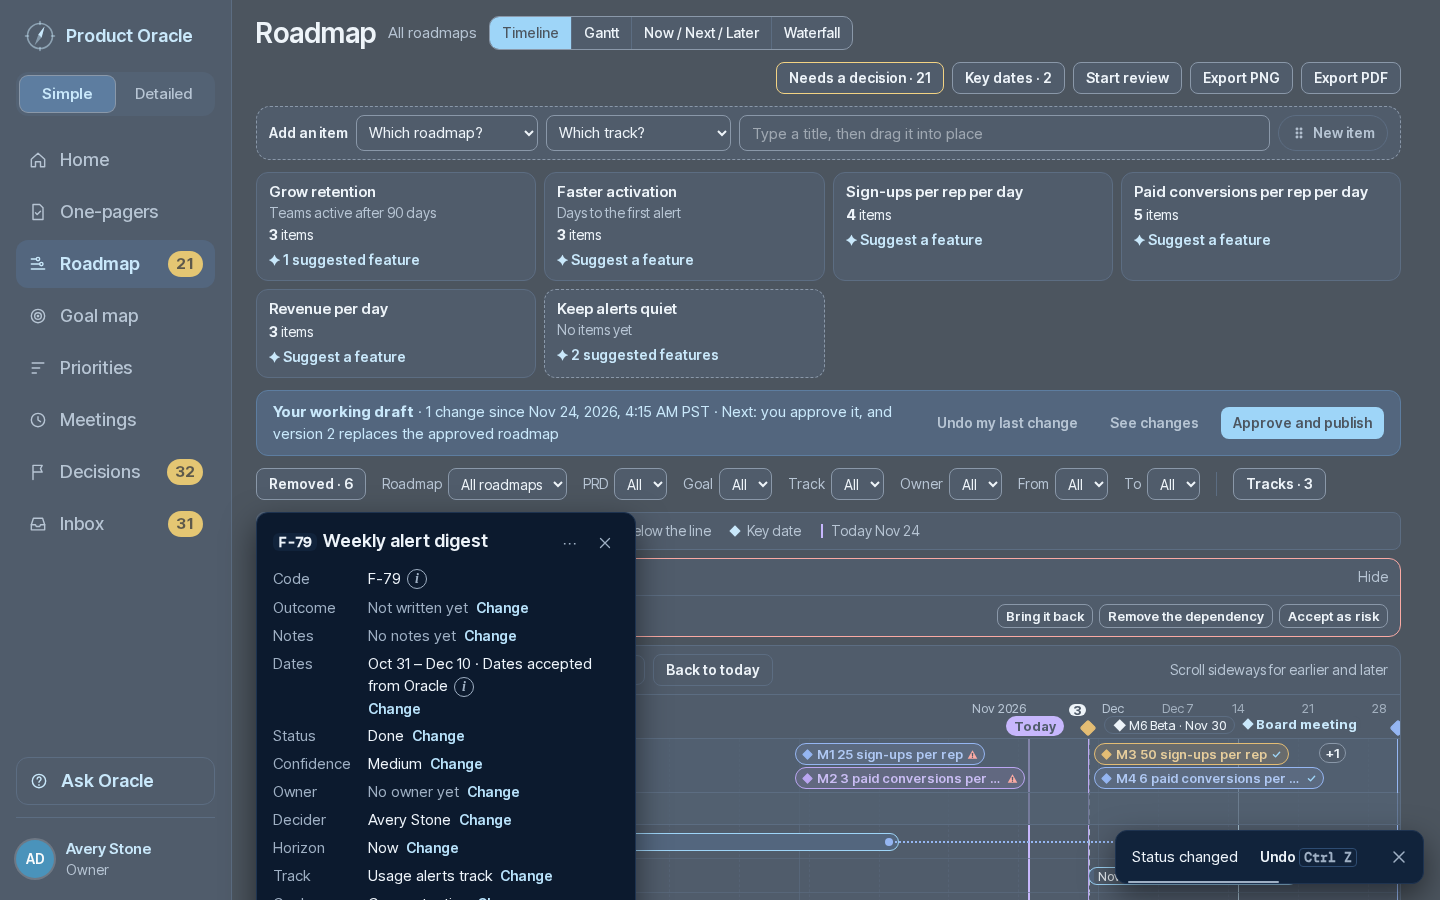 Product Oracle
Simple
Detailed
Home
One-pagers
Roadmap 21
Goal map
Priorities
Meetings
Decisions 32
Inbox 31
Ask Oracle
AD
Avery Stone
Owner
Roadmap All roadmaps Timeline Gantt Now / Next / Later Waterfall
Needs a decision · 21 Key dates · 2 Start review Export PNG Export PDF
Add an item Which roadmap? Which track? Type a title, then drag it into place New item
Grow retention
Teams active after 90 days
3 items
1 suggested feature
Faster activation
Days to the first alert
3 items
Suggest a feature
Sign-ups per rep per day
4 items
Suggest a feature
Paid conversions per rep per day
5 items
Suggest a feature
Revenue per day
3 items
Suggest a feature
Keep alerts quiet
No items yet
2 suggested features
Your working draft · 1 change since Nov 24, 2026, 4:15 AM PST · Next: you approve it, and
version 2 replaces the approved roadmap
Undo my last change See changes Approve and publish
Removed · 6 Roadmap All roadmaps PRD All Goal All Track All Owner All From All To All Tracks · 3
elow the line Key date Today Nov 24
Hide
Bring it back Remove the dependency Accept as risk
Back to today Scroll sideways for earlier and later
Nov 2026 3 Dec Dec 7 14 21 28
Today M6 Beta · Nov 30 Board meeting
M1 25 sign-ups per rep M3 50 sign-ups per rep +1
M2 3 paid conversions per ... M4 6 paid conversions per ...
F-79 Weekly alert digest ...
Code F-79 i
Outcome Not written yet Change
Notes No notes yet Change
Dates Oct 31 – Dec 10 · Dates accepted
from Oracle i
Change
Status Done Change
Confidence Medium Change
Owner No owner yet Change
Decider Avery Stone Change
Horizon Now Change
Track Usage alerts track Change
Status changed Undo Ctrl Z